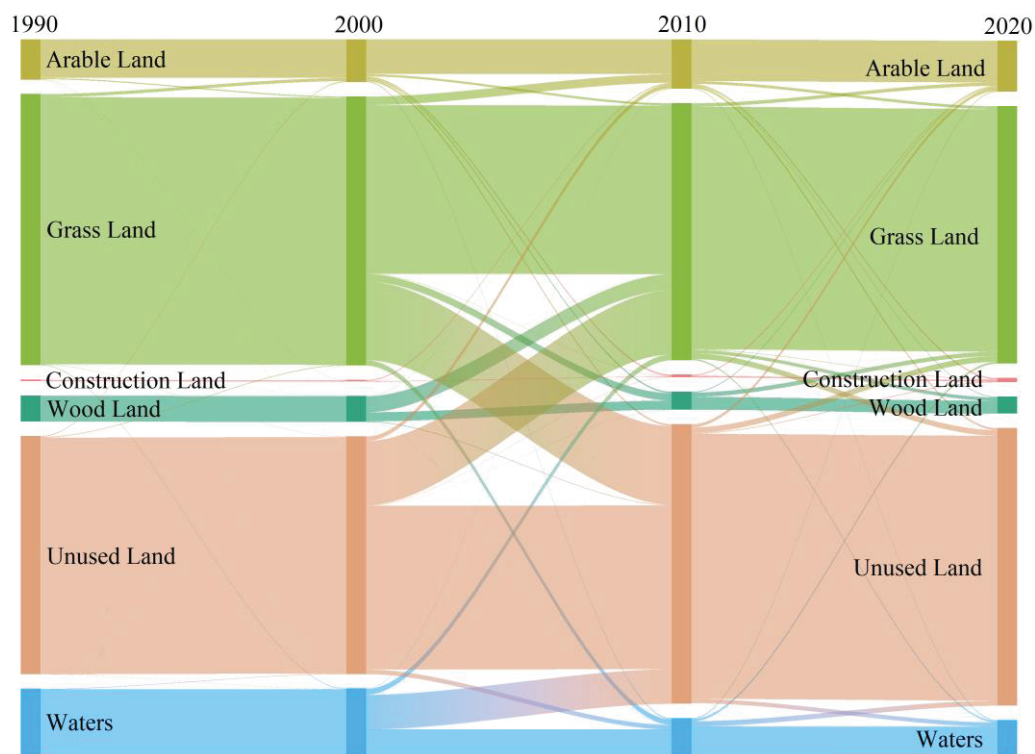 1990 2000 2010 2020
Arable Land
Arable Land
Grass Land
Grass Land
Construction Land
Construction Land
Wood Land
Wood Land
Unused Land
Unused Land
Waters
Waters